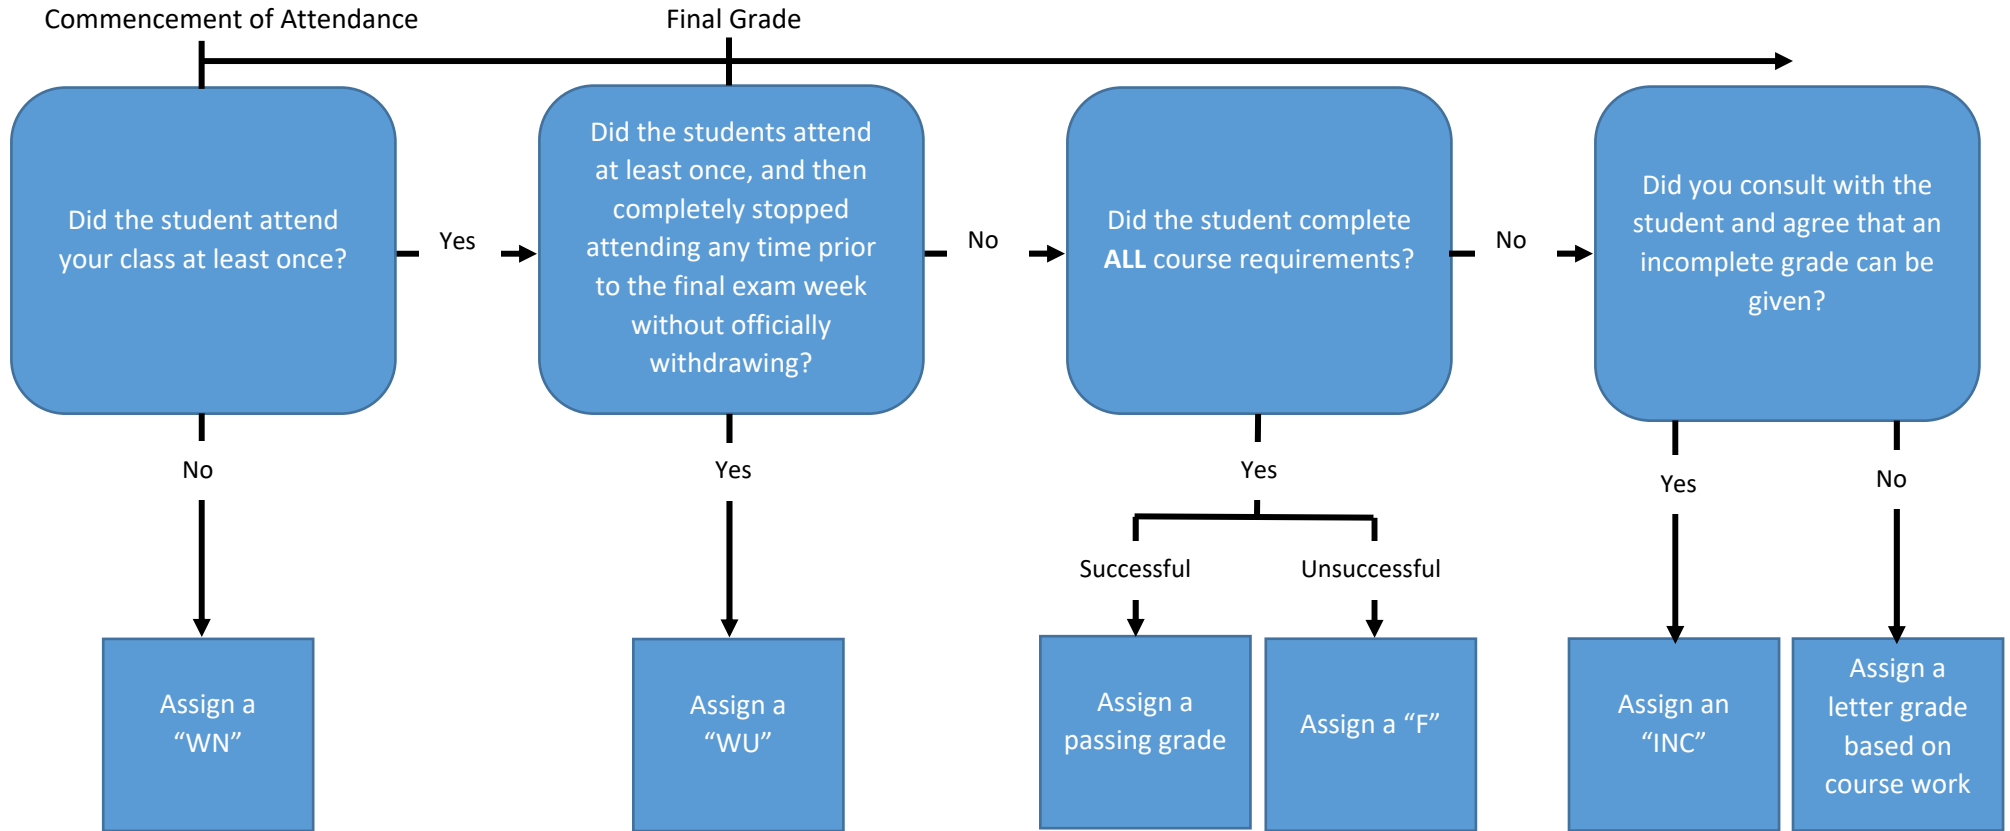 Commencement of Attendance
Final Grade
Did the student attend
your class at least once?
Yes
Did the students attend
at least once, and then
completely stopped
attending any time prior
to the final exam week
without officially
withdrawing?
No
Did the student complete
ALL course requirements?
No
Did you consult with the
student and agree that an
incomplete grade can be
given?
No
Yes
Yes
Yes
No
Successful
Unsuccessful
Assign a
“WN”
Assign a
“WU”
Assign a
passing grade
Assign a “F”
Assign an
“INC”
Assign a
letter grade
based on
course work